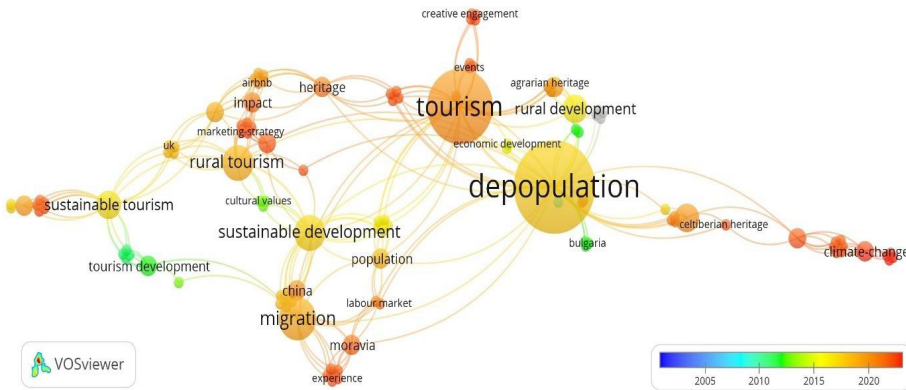 creative engagement
events
airbnb
heritage
agrarian heritage
impact
tourism
rural development
marketing-strategy
uk
economic development
rural tourism
depopulation
sustainable tourism
cultural values
celtiberian heritage
sustainable development
bulgaria
climate-change
population
tourism development
china
labour market
migration
moravia
experience
VOSviewer
2005 2010 2015 2020